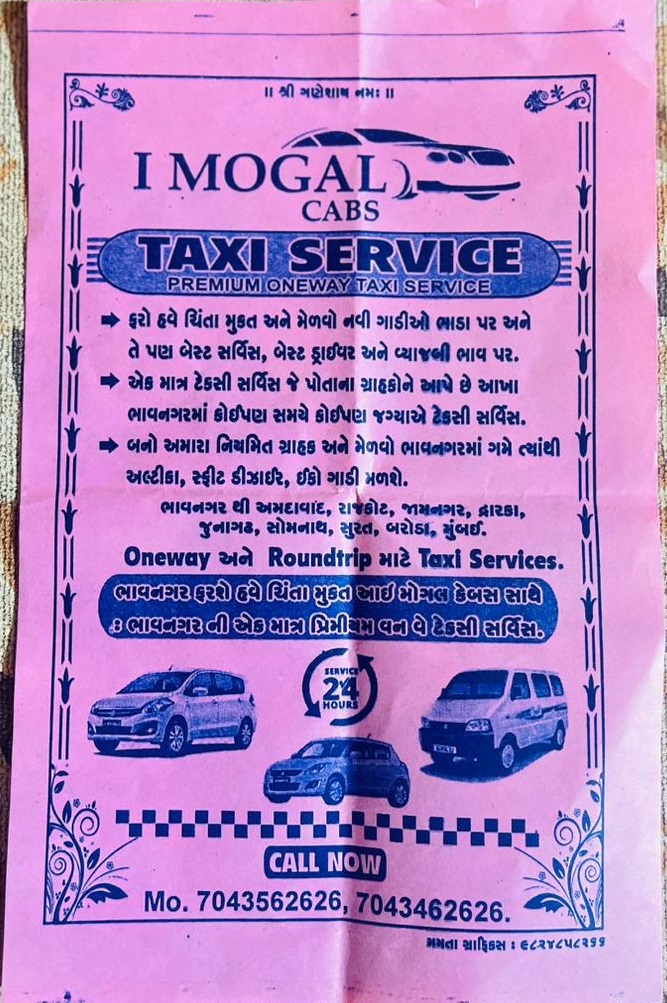 ॥ શ્રી ગણેશાય નમઃ ॥
I MOGAL
CABS
TAXI SERVICE
PREMIUM ONEWAY TAXI SERVICE
ફરો હવે ચિંતા મુકત અને મેળવો નવી ગાડીઓ ભાડા પર અને
તે પણ બેસ્ટ સર્વિસ, બેસ્ટ ડ્રાઈવર અને વ્યાજબી ભાવ પર.
એક માત્ર ટેકસી સર્વિસ જે પોતાના ગ્રાહકોને આપે છે આખા
ભાવનગરમાં કોઈપણ સમયે કોઈપણ જગ્યાએ ટેકસી સર્વિસ.
બનો અમારા નિયમિત ગ્રાહક અને મેળવો ભાવનગરમાં ગમે ત્યાંથી
અલ્ટીકા, સ્ફીટ ડીઝાઈર, ઈકો ગાડી મળશે.
ભાવનગર થી અમદાવાદ, રાજકોટ, જામનગર, દ્વારકા,
જુનાગઢ, સોમનાથ, સુરત, બરોડા, મુંબઈ.
Oneway અને Roundtrip માટે Taxi Services.
ભાવનગર ફરશે હવે ચિંતા મુકત આઈ મોગલ કેબસ સાથે
ઃ ભાવનગર ની એક માત્ર પ્રિમીયમ વન વે ટેકસી સર્વિસ.
SERVICE
24
HOURS
CALL NOW
Mo. 7043562626, 7043462626.
મમતા ગ્રાફિકસ : ૯૮૨૪૮૫૮૨૧૧